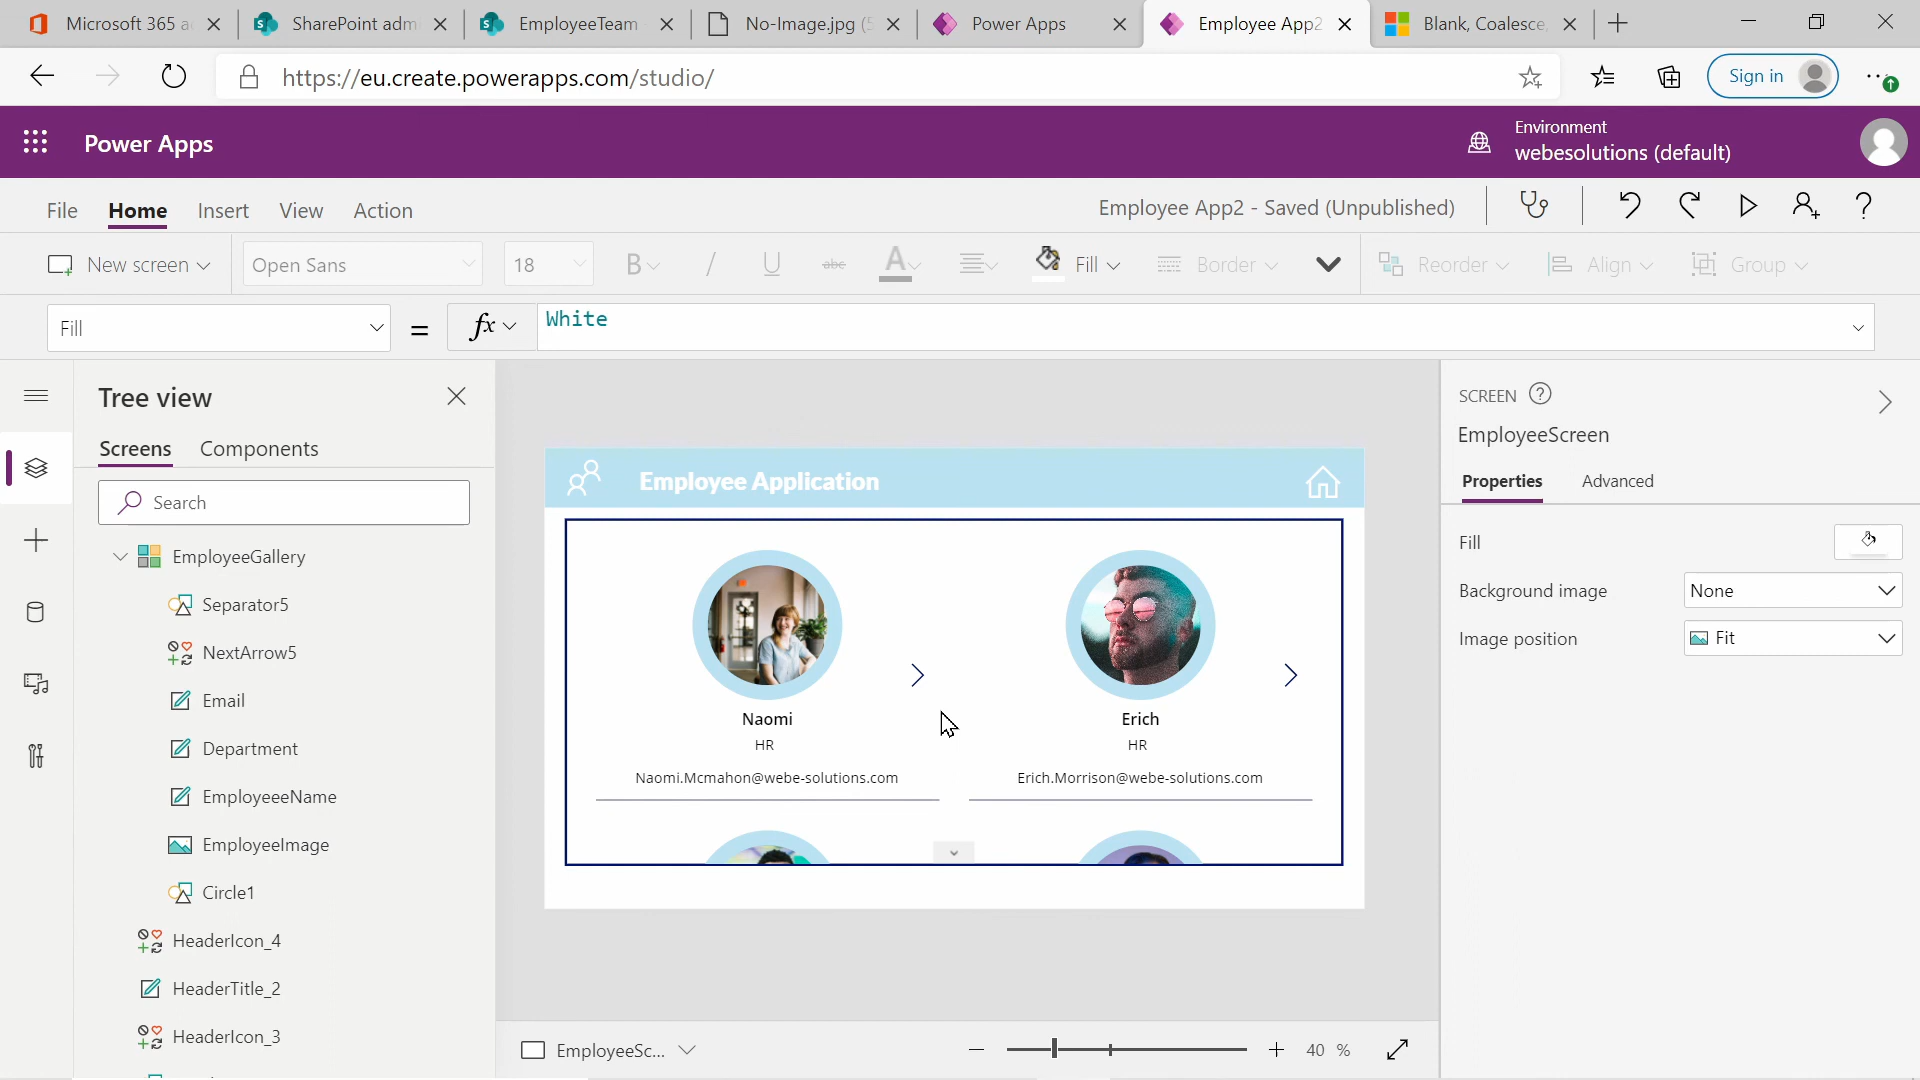 Microsoft 365 a
SharePoint adm
EmployeeTeam
No-Image.jpg (5
Power Apps
Employee App2
Blank, Coalesce,
https://eu.create.powerapps.com/studio/
Sign in
Power Apps
Environment
webesolutions (default)
File
Home
Insert
View
Action
Employee App2 - Saved (Unpublished)
New screen
Open Sans
18
B
/
U
abc
A
Fill
Border
Reorder
Align
Group
Fill
=
fx
White
Tree view
Screens
Components
Search
EmployeeGallery
Separator5
NextArrow5
Email
Department
EmployeeeName
EmployeeImage
Circle1
HeaderIcon_4
HeaderTitle_2
HeaderIcon_3
Employee Application
Naomi
HR
Naomi.Mcmahon@webe-solutions.com
Erich
HR
Erich.Morrison@webe-solutions.com
EmployeeSc...
40 %
SCREEN
EmployeeScreen
Properties
Advanced
Fill
Background image
None
Image position
Fit